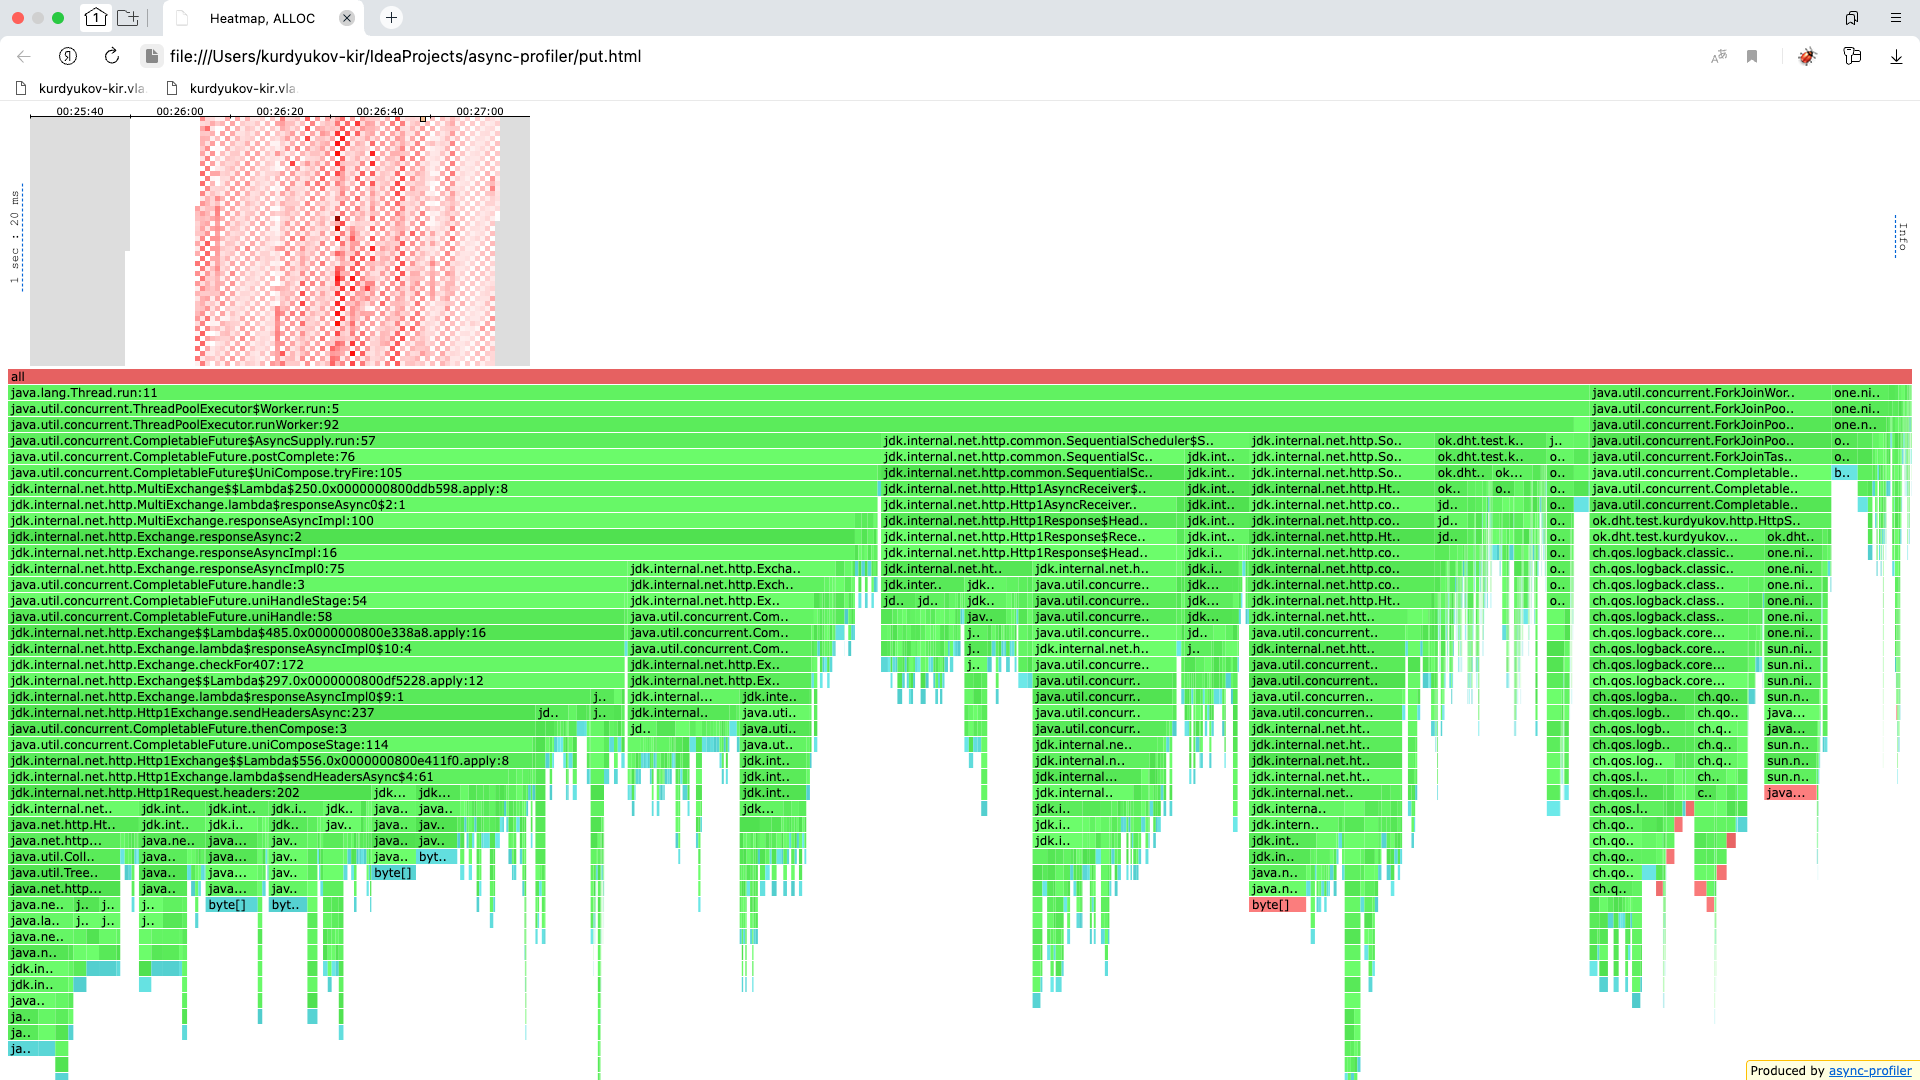 1
Heatmap, ALLOC
file:///Users/kurdyukov-kir/IdeaProjects/async-profiler/put.html
kurdyukov-kir.vla kurdyukov-kir.vla
00:25:40 00:26:00 00:26:20 00:26:40 00:27:00
1 sec : 20 ms
Info
all
java.lang.Thread.run:11 java.util.concurrent.ForkJoinWor.. one.ni..
java.util.concurrent.ThreadPoolExecutor$Worker.run:5 java.util.concurrent.ForkJoinPoo.. one.ni..
java.util.concurrent.ThreadPoolExecutor.runWorker:92 java.util.concurrent.ForkJoinPoo.. one.n..
java.util.concurrent.CompletableFuture$AsyncSupply.run:57 jdk.internal.net.http.common.SequentialScheduler$S.. jdk.internal.net.http.So.. ok.dht.test.k.. j.. java.util.concurrent.ForkJoinPoo.. o..
java.util.concurrent.CompletableFuture.postComplete:76 jdk.internal.net.http.common.SequentialSc.. jdk.int.. jdk.internal.net.http.So.. ok.dht.test.k.. o.. java.util.concurrent.ForkJoinTas.. o..
java.util.concurrent.CompletableFuture$UniCompose.tryFire:105 jdk.internal.net.http.common.SequentialSc.. jdk.int.. jdk.internal.net.http.So.. ok.dht.. ok... o.. java.util.concurrent.Completable.. b..
jdk.internal.net.http.MultiExchange$$Lambda$250.0x0000000800ddb598.apply:8 jdk.internal.net.http.Http1AsyncReceiver$.. jdk.int.. jdk.internal.net.http.Ht.. ok.. o.. o.. java.util.concurrent.Completable..
jdk.internal.net.http.MultiExchange.lambda$responseAsync0$2:1 jdk.internal.net.http.Http1AsyncReceiver.. jdk.int.. jdk.internal.net.http.co.. jd.. o.. java.util.concurrent.Completable..
jdk.internal.net.http.MultiExchange.responseAsyncImpl:100 jdk.internal.net.http.Http1Response$Head.. jdk.int.. jdk.internal.net.http.co.. jd.. o.. ok.dht.test.kurdyukov.http.HttpS..
jdk.internal.net.http.Exchange.responseAsync:2 jdk.internal.net.http.Http1Response$Rece.. jdk.int.. jdk.internal.net.http.Ht.. jd.. o.. ok.dht.test.kurdyukov... ok.dht..
jdk.internal.net.http.Exchange.responseAsyncImpl:16 jdk.internal.net.http.Http1Response$Head.. jdk.i.. jdk.internal.net.http.co.. o.. ch.qos.logback.classic.. one.ni..
jdk.internal.net.http.Exchange.responseAsyncImpl0:75 jdk.internal.net.http.Excha.. jdk.internal.net.ht.. jdk.internal.net.h.. jdk.i.. jdk.internal.net.http.co.. o.. ch.qos.logback.classic.. one.ni..
java.util.concurrent.CompletableFuture.handle:3 jdk.internal.net.http.Exch.. jdk.inter.. jdk.. java.util.concurre.. jdk... jdk.internal.net.http.co.. o.. ch.qos.logback.class.. one.ni..
java.util.concurrent.CompletableFuture.uniHandleStage:54 jdk.internal.net.http.Ex.. jd.. jd.. jdk.. java.util.concurre.. jdk... jdk.internal.net.http.Ht.. o.. ch.qos.logback.class.. one.ni..
java.util.concurrent.CompletableFuture.uniHandle:58 java.util.concurrent.Com.. jav.. java.util.concurre.. jdk... jdk.internal.net.htt.. ch.qos.logback.class.. one.ni..
jdk.internal.net.http.Exchange$$Lambda$485.0x0000000800e338a8.apply:16 java.util.concurrent.Com.. j.. java.util.concurre.. jd.. java.util.concurrent.. ch.qos.logback.core... one.ni..
jdk.internal.net.http.Exchange.lambda$responseAsyncImpl0$10:4 java.util.concurrent.Com.. j.. jdk.internal.net.h.. j.. jdk.internal.net.htt.. ch.qos.logback.core... sun.ni..
jdk.internal.net.http.Exchange.checkFor407:172 jdk.internal.net.http.Ex.. j.. java.util.concurre.. java.util.concurrent.. ch.qos.logback.core... sun.ni..
jdk.internal.net.http.Exchange$$Lambda$297.0x0000000800df5228.apply:12 jdk.internal.net.http.Ex.. java.util.concurre.. java.util.concurren.. ch.qos.logback.core... sun.ni..
jdk.internal.net.http.Exchange.lambda$responseAsyncImpl0$9:1 j.. jdk.internal... jdk.inte.. java.util.concurr.. java.util.concurren.. ch.qos.logba.. ch.qo.. sun.n..
jdk.internal.net.http.Http1Exchange.sendHeadersAsync:237 jd.. j.. jdk.internal.. java.uti.. java.util.concurr.. java.util.concurren.. ch.qos.logb.. ch.qo.. java...
java.util.concurrent.CompletableFuture.thenCompose:3 jd.. java.uti.. java.util.concur.. jdk.internal.net.ht.. ch.qos.logb.. ch.q.. java...
java.util.concurrent.CompletableFuture.uniComposeStage:114 java.ut.. jdk.internal.ne.. jdk.internal.net.ht.. ch.qos.logb.. ch.q.. sun.n..
jdk.internal.net.http.Http1Exchange$$Lambda$556.0x0000000800e411f0.apply:8 jdk.int.. jdk.internal.n.. jdk.internal.net.ht.. ch.qos.log.. ch.q.. sun.n..
jdk.internal.net.http.Http1Exchange.lambda$sendHeadersAsync$4:61 jdk.int.. jdk.internal... jdk.internal.net.ht.. ch.qos.l.. ch.. sun.n..
jdk.internal.net.http.Http1Request.headers:202 jdk... jdk... jdk.int.. jdk.internal.. jdk.internal.net.. ch.qos.l.. c.. java...
jdk.internal.net.. jdk.int.. jdk.int.. jdk.i.. jdk.. java.. java.. jdk... jdk.i.. jdk.interna.. ch.qos.l..
java.net.http.Ht.. jdk.int.. jdk.i.. jdk.. jav.. java.. jav.. jdk.i.. jdk.intern.. ch.qo..
java.net.http... java.ne.. java... jav.. java.. jav.. jdk.i.. jdk.int.. ch.qo..
java.util.Coll.. java.. java... jav.. java.. byt.. jdk.in.. ch.qo..
java.util.Tree.. java.. java... jav.. byte[] java.n.. ch.qo..
java.net.http... java.. java... jav.. java.n.. ch.q..
java.ne.. j.. j.. j.. byte[] byt.. byte[]
java.la.. j.. j.. j..
java.ne..
java.n..
jdk.in..
jdk.in..
java..
ja..
ja..
ja..
Produced by async-profiler